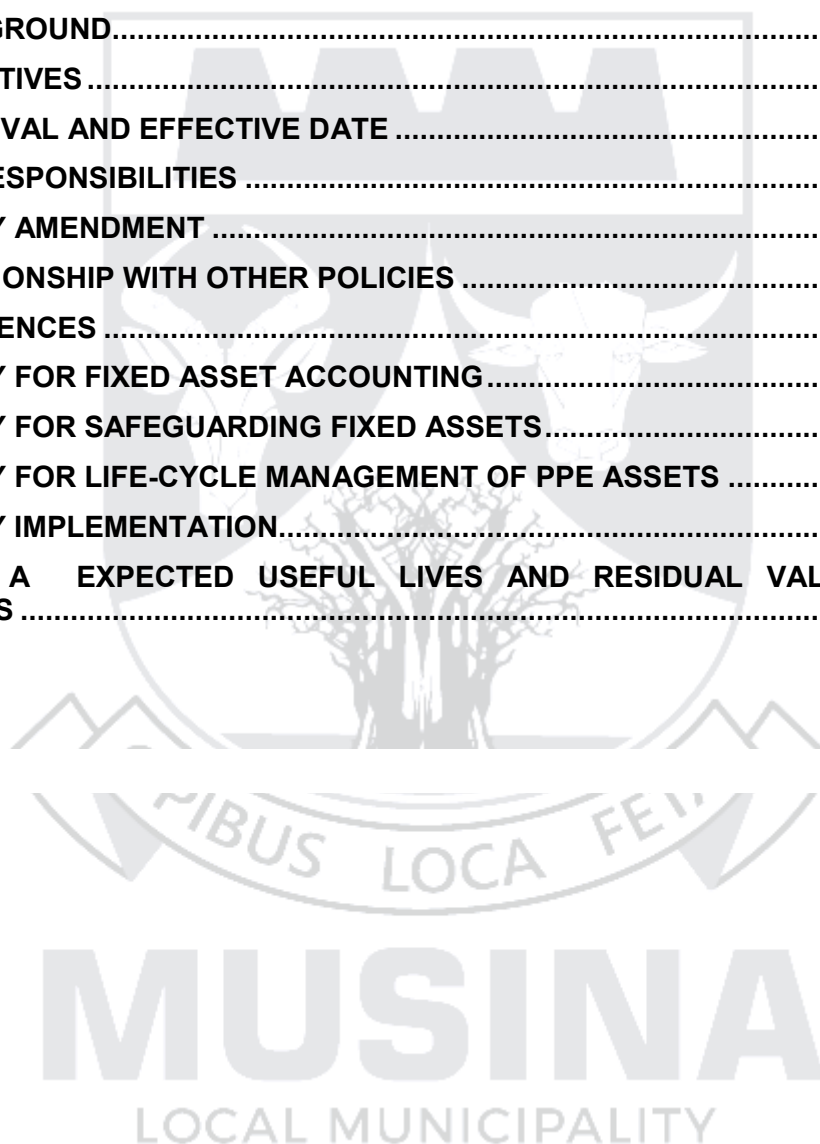 GROUND
TIVES
VAL AND EFFECTIVE DATE
ESPONSIBILITIES
Y AMENDMENT
ONSHIP WITH OTHER POLICIES
ENCES
Y FOR FIXED ASSET ACCOUNTING
Y FOR SAFEGUARDING FIXED ASSETS
Y FOR LIFE-CYCLE MANAGEMENT OF PPE ASSETS
Y IMPLEMENTATION
A EXPECTED USEFUL LIVES AND RESIDUAL VAL
S
PIBUS LOCA FET
MUSINA
LOCAL MUNICIPALITY